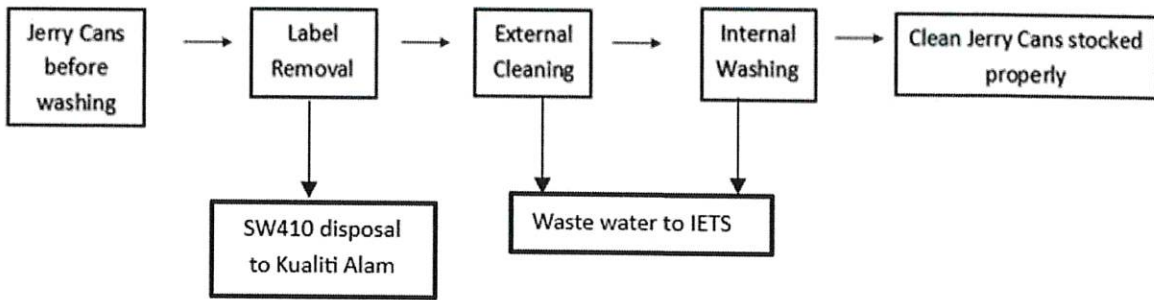 Jerry Cans
before
washing
Label
Removal
External
Cleaning
Internal
Washing
Clean Jerry Cans stocked
properly
SW410 disposal
to Kualiti Alam
Waste water to IETS